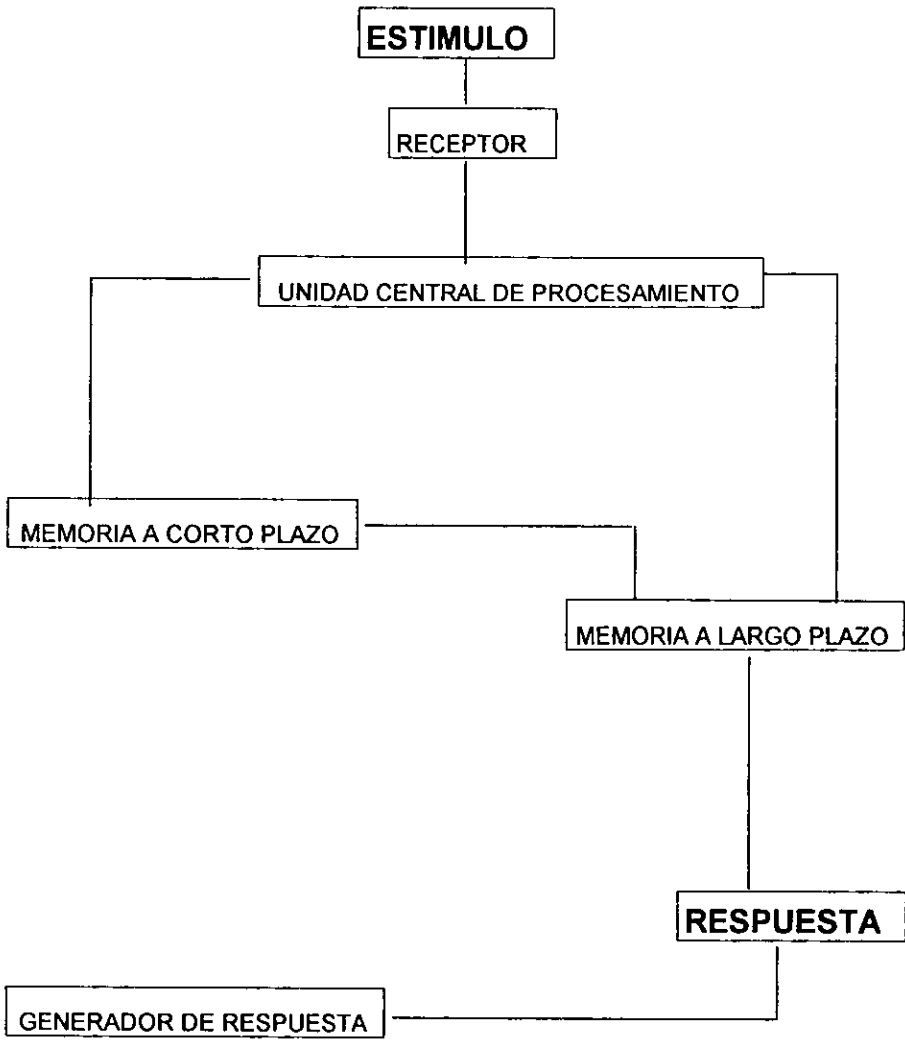 ESTIMULO
RECEPTOR
UNIDAD CENTRAL DE PROCESAMIENTO
MEMORIA A CORTO PLAZO
MEMORIA A LARGO PLAZO
RESPUESTA
GENERADOR DE RESPUESTA